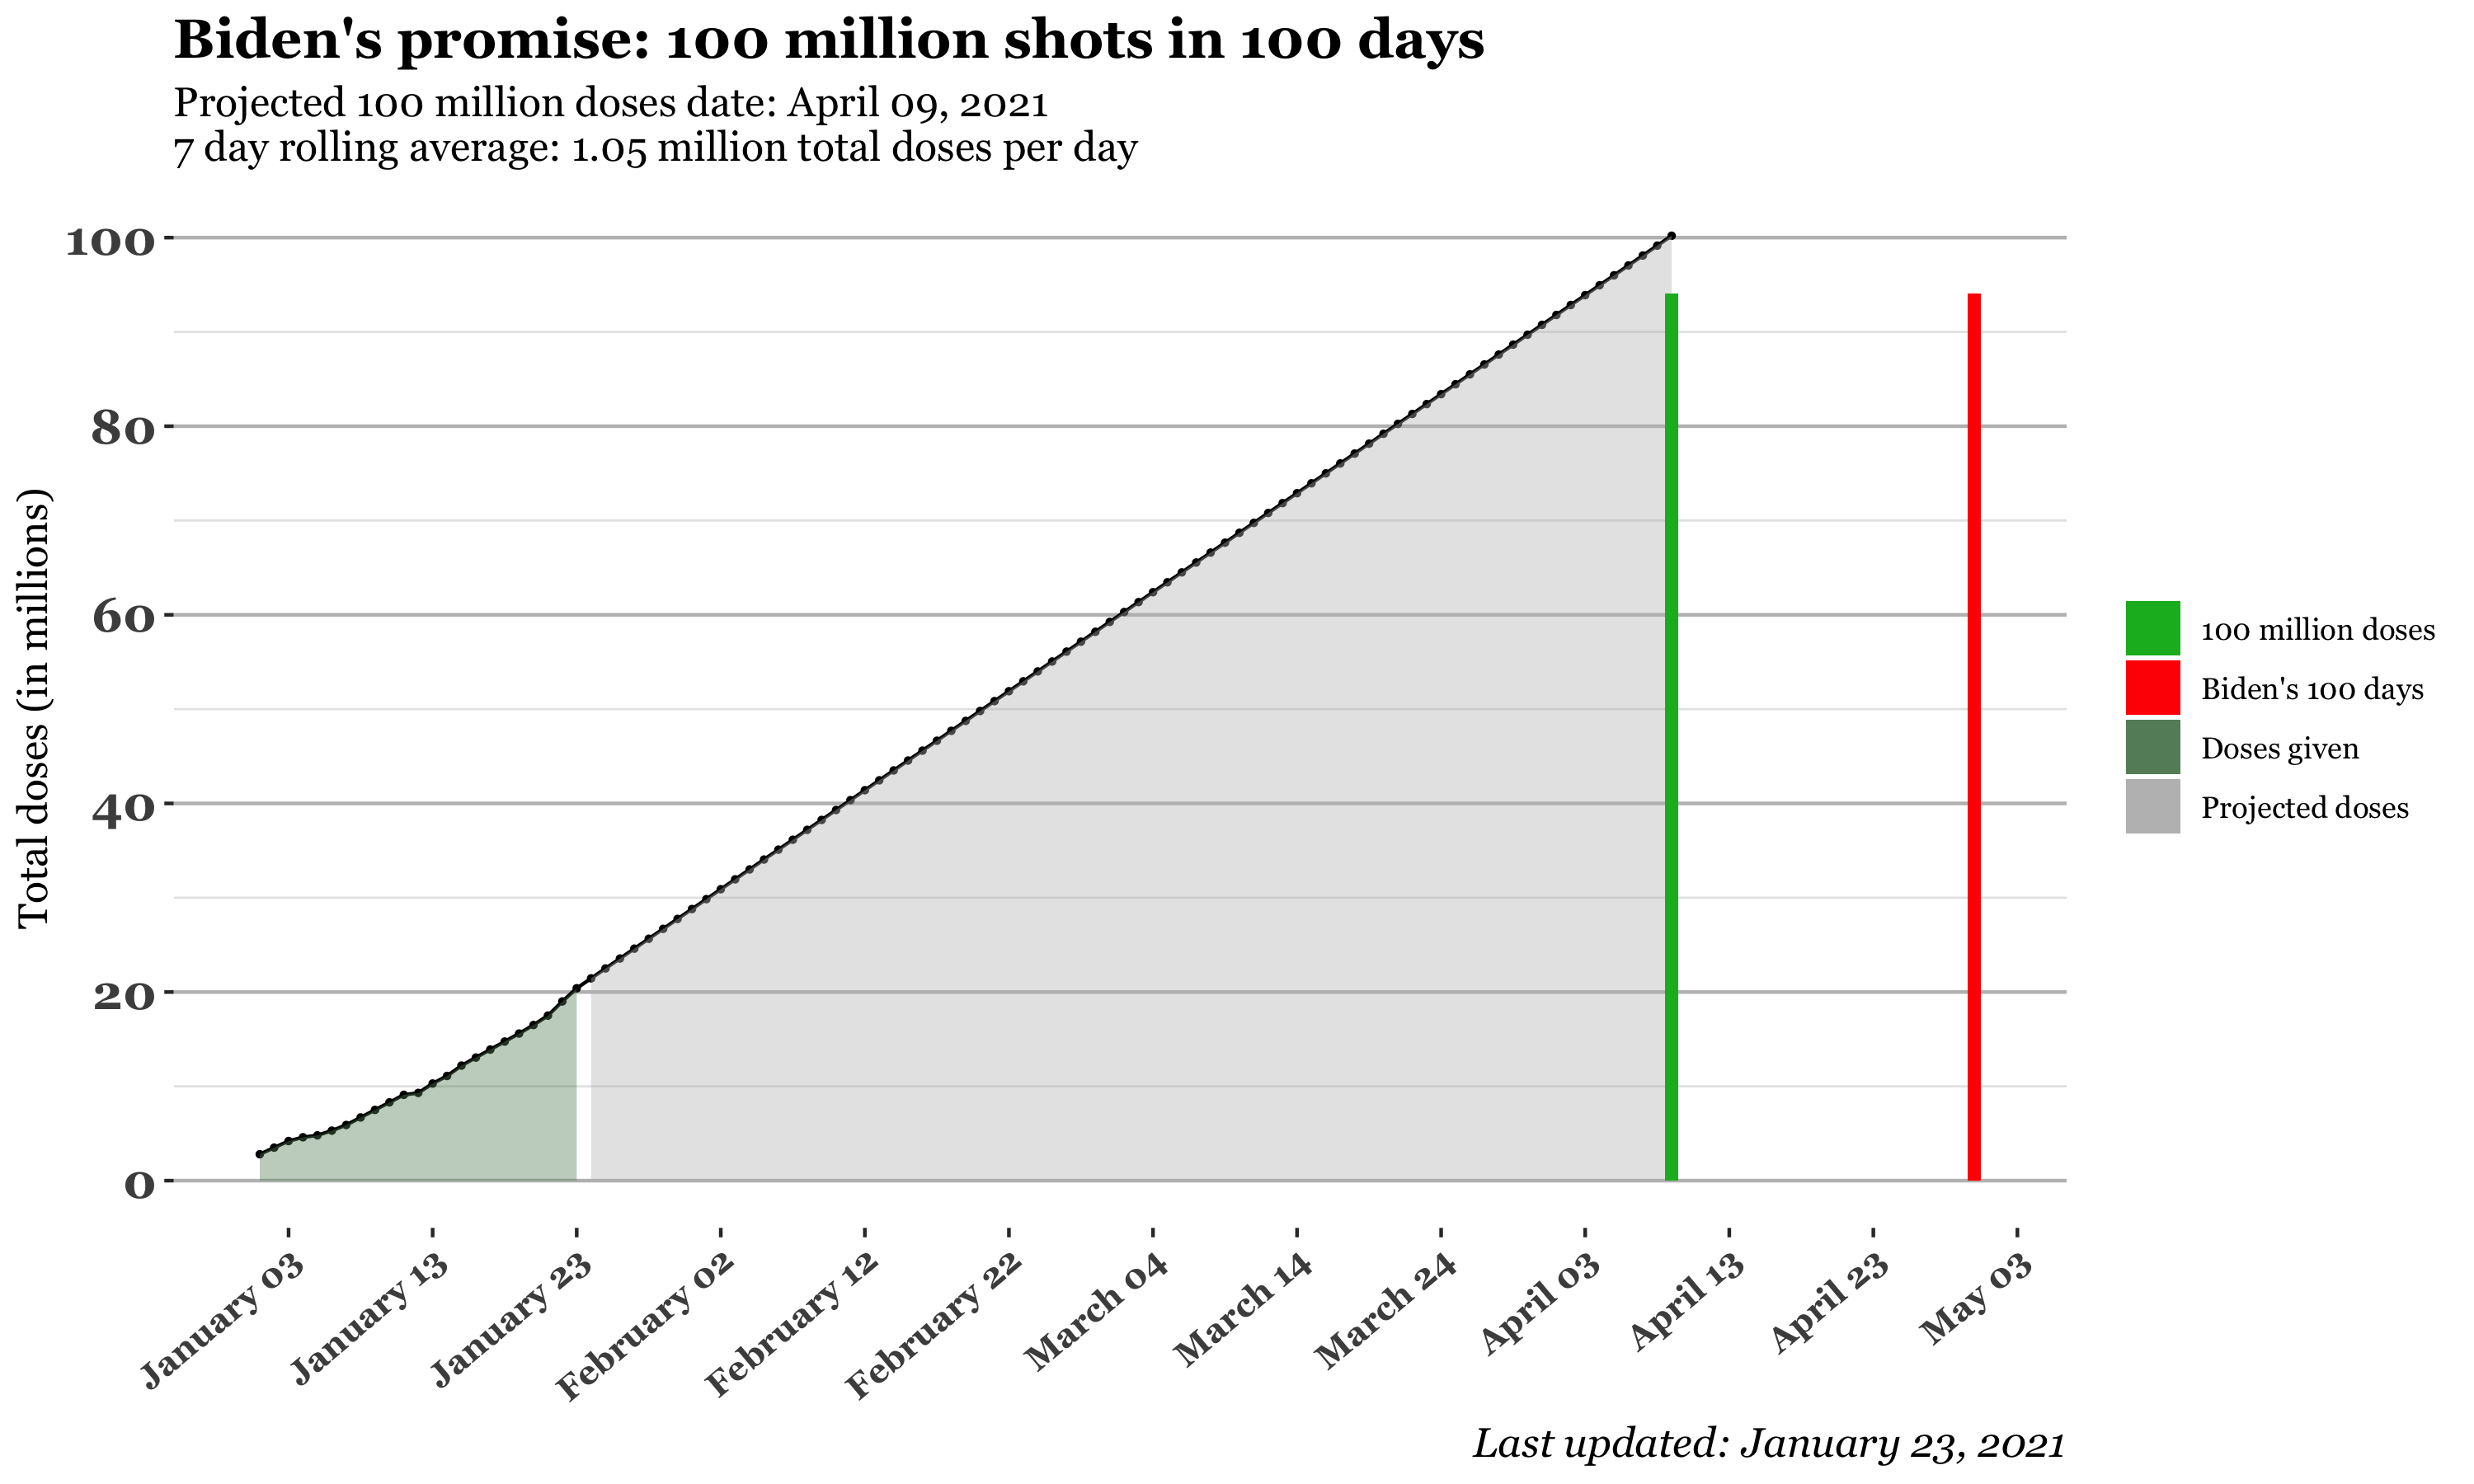 Biden's promise: 100 million shots in 100 days
Projected 100 million doses date: April 09, 2021
7 day rolling average: 1.05 million total doses per day
Total doses (in millions)
100
80
60
40
20
0
January 03
January 13
January 23
February 02
February 12
February 22
March 04
March 14
March 24
April 03
April 13
April 23
May 03
100 million doses
Biden's 100 days
Doses given
Projected doses
Last updated: January 23, 2021